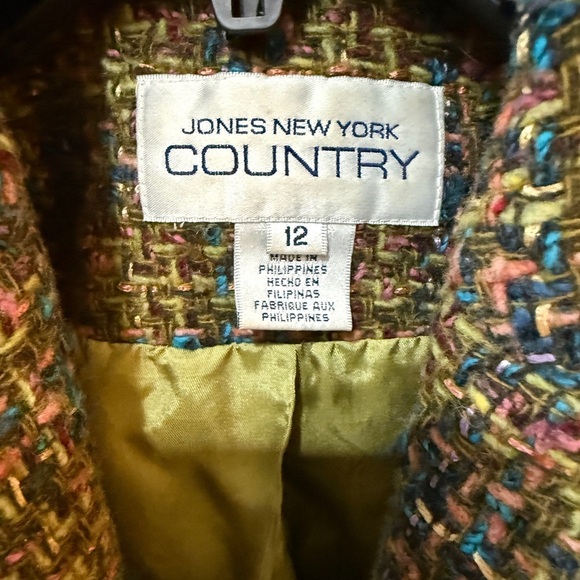 JONES NEW YORK
COUNTRY
12
MADE IN
PHILIPPINES
HECHO EN
FILIPINAS
FABRIQUE AUX
PHILIPPINES